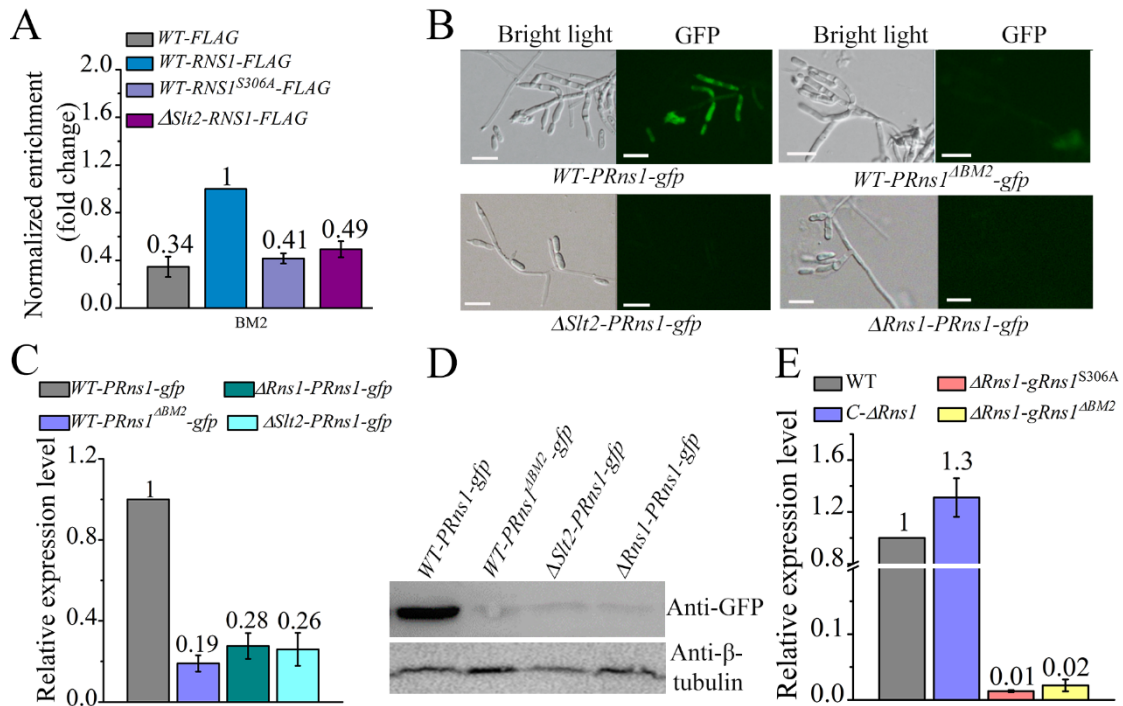 A
WT-FLAG
WT-RNS1-FLAG
WT-RNS1S306A-FLAG
ΔSlt2-RNS1-FLAG
Normalized enrichment
(fold change)
2.0
1.6
1.2
0.8
0.4
0.0
0.34
1
0.41
0.49
BM2
B
Bright light GFP Bright light GFP
WT-PRns1-gfp WT-PRns1ΔBM2-gfp
ΔSlt2-PRns1-gfp ΔRns1-PRns1-gfp
C
WT-PRns1-gfp ΔRns1-PRns1-gfp
WT-PRns1ΔBM2-gfp ΔSlt2-PRns1-gfp
Relative expression level
1.2
0.8
0.4
0.0
1
0.19
0.28
0.26
D
WT-PRns1-gfp
WT-PRns1ΔBM2-gfp
ΔSlt2-PRns1-gfp
ΔRns1-PRns1-gfp
Anti-GFP
Anti-β-
tubulin
E
WT ΔRns1-gRns1S306A
C-ΔRns1 ΔRns1-gRns1ΔBM2
Relative expression level
1.6
1.2
0.8
0.1
0.0
1
1.3
0.01
0.02